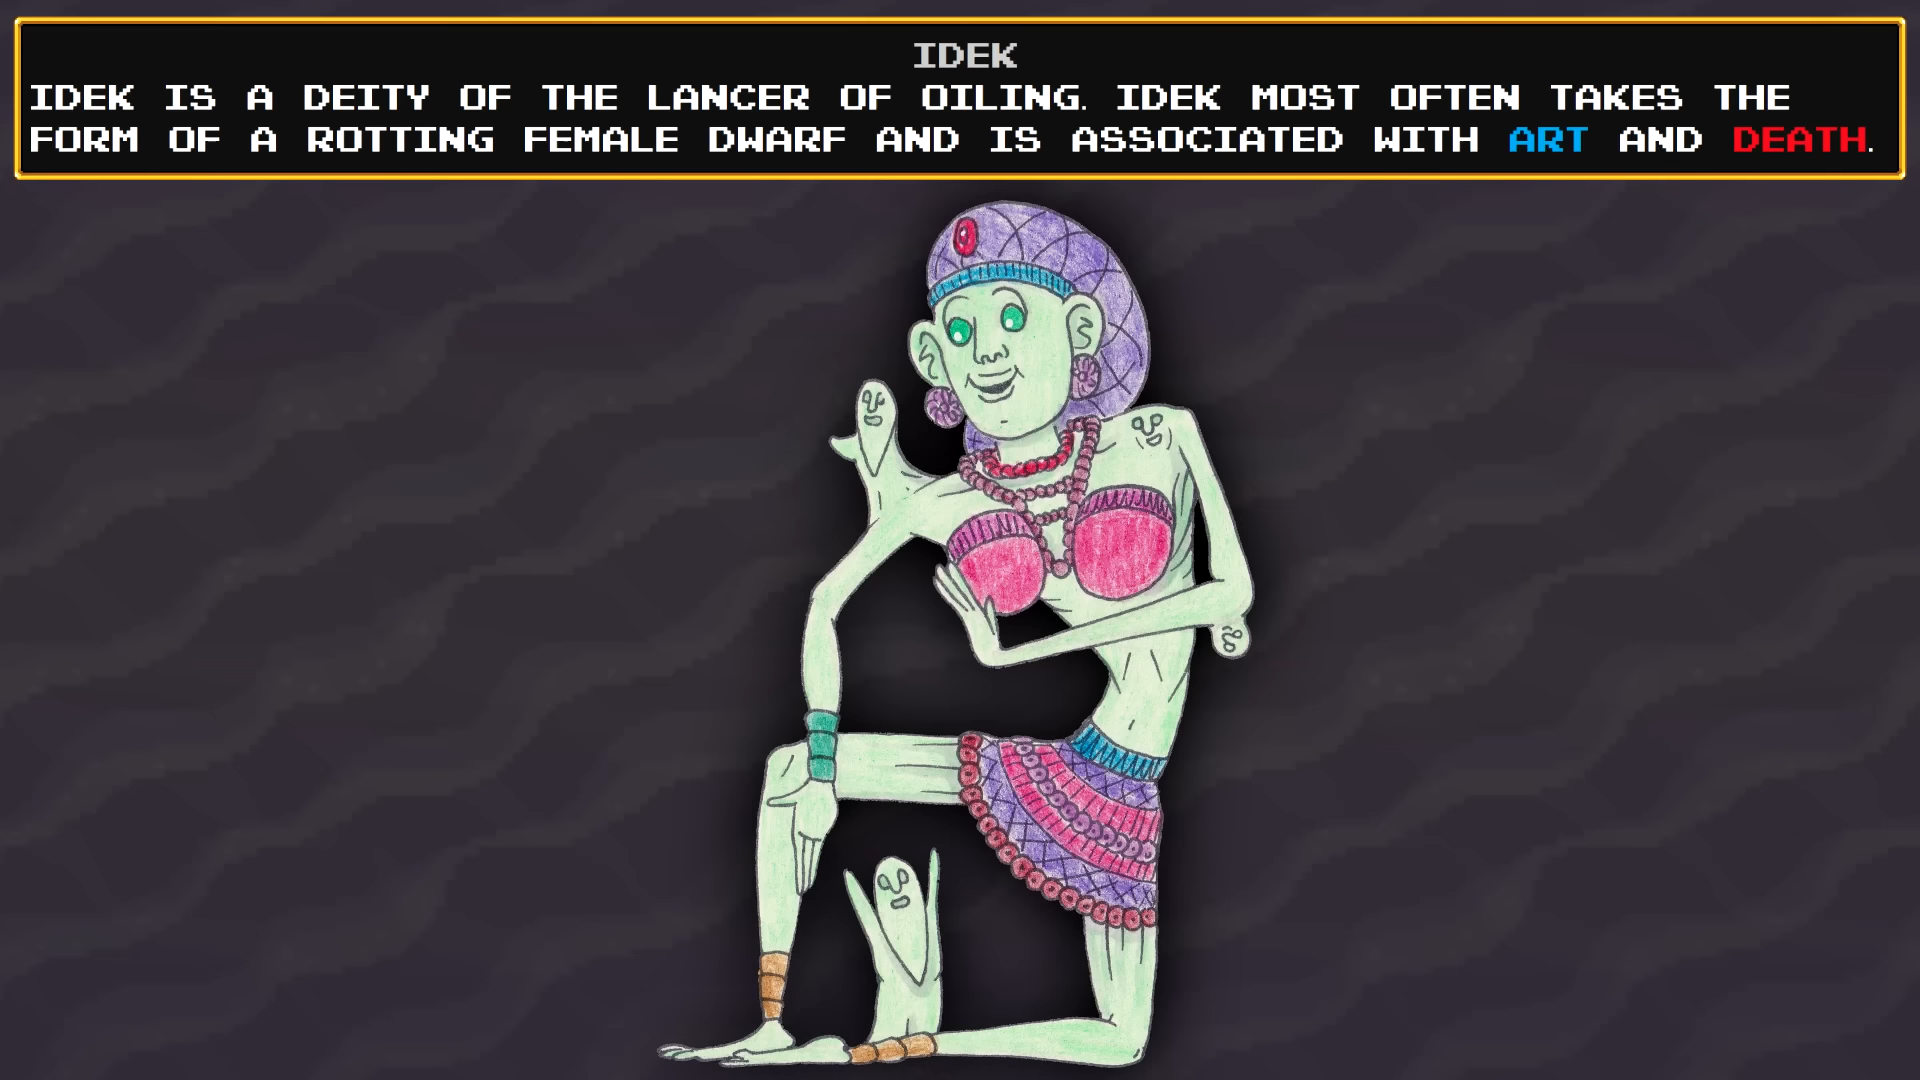 IDEK
IDEK IS A DEITY OF THE LANCER OF OILING. IDEK MOST OFTEN TAKES THE
FORM OF A ROTTING FEMALE DWARF AND IS ASSOCIATED WITH ART AND DEATH.